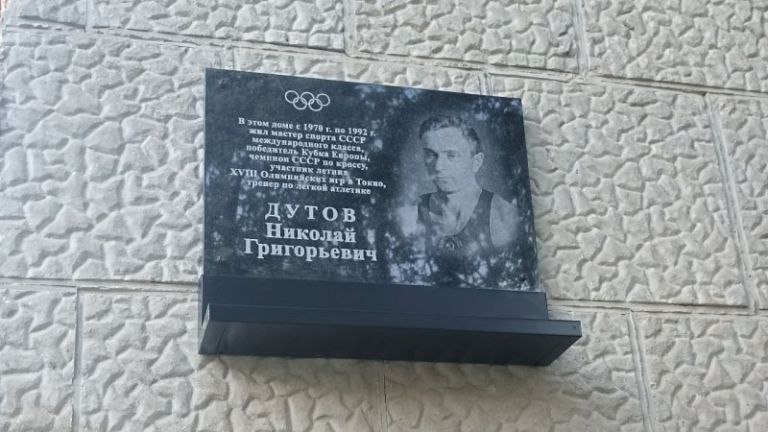 В этом доме с 1970 г. по 1992 г.
жил мастер спорта СССР
международного класса,
победитель Кубка Европы,
чемпион СССР по кроссу,
участник летних
XVIII Олимпийских игр в Токио,
тренер по лёгкой атлетике
ДУТОВ
Николай
Григорьевич